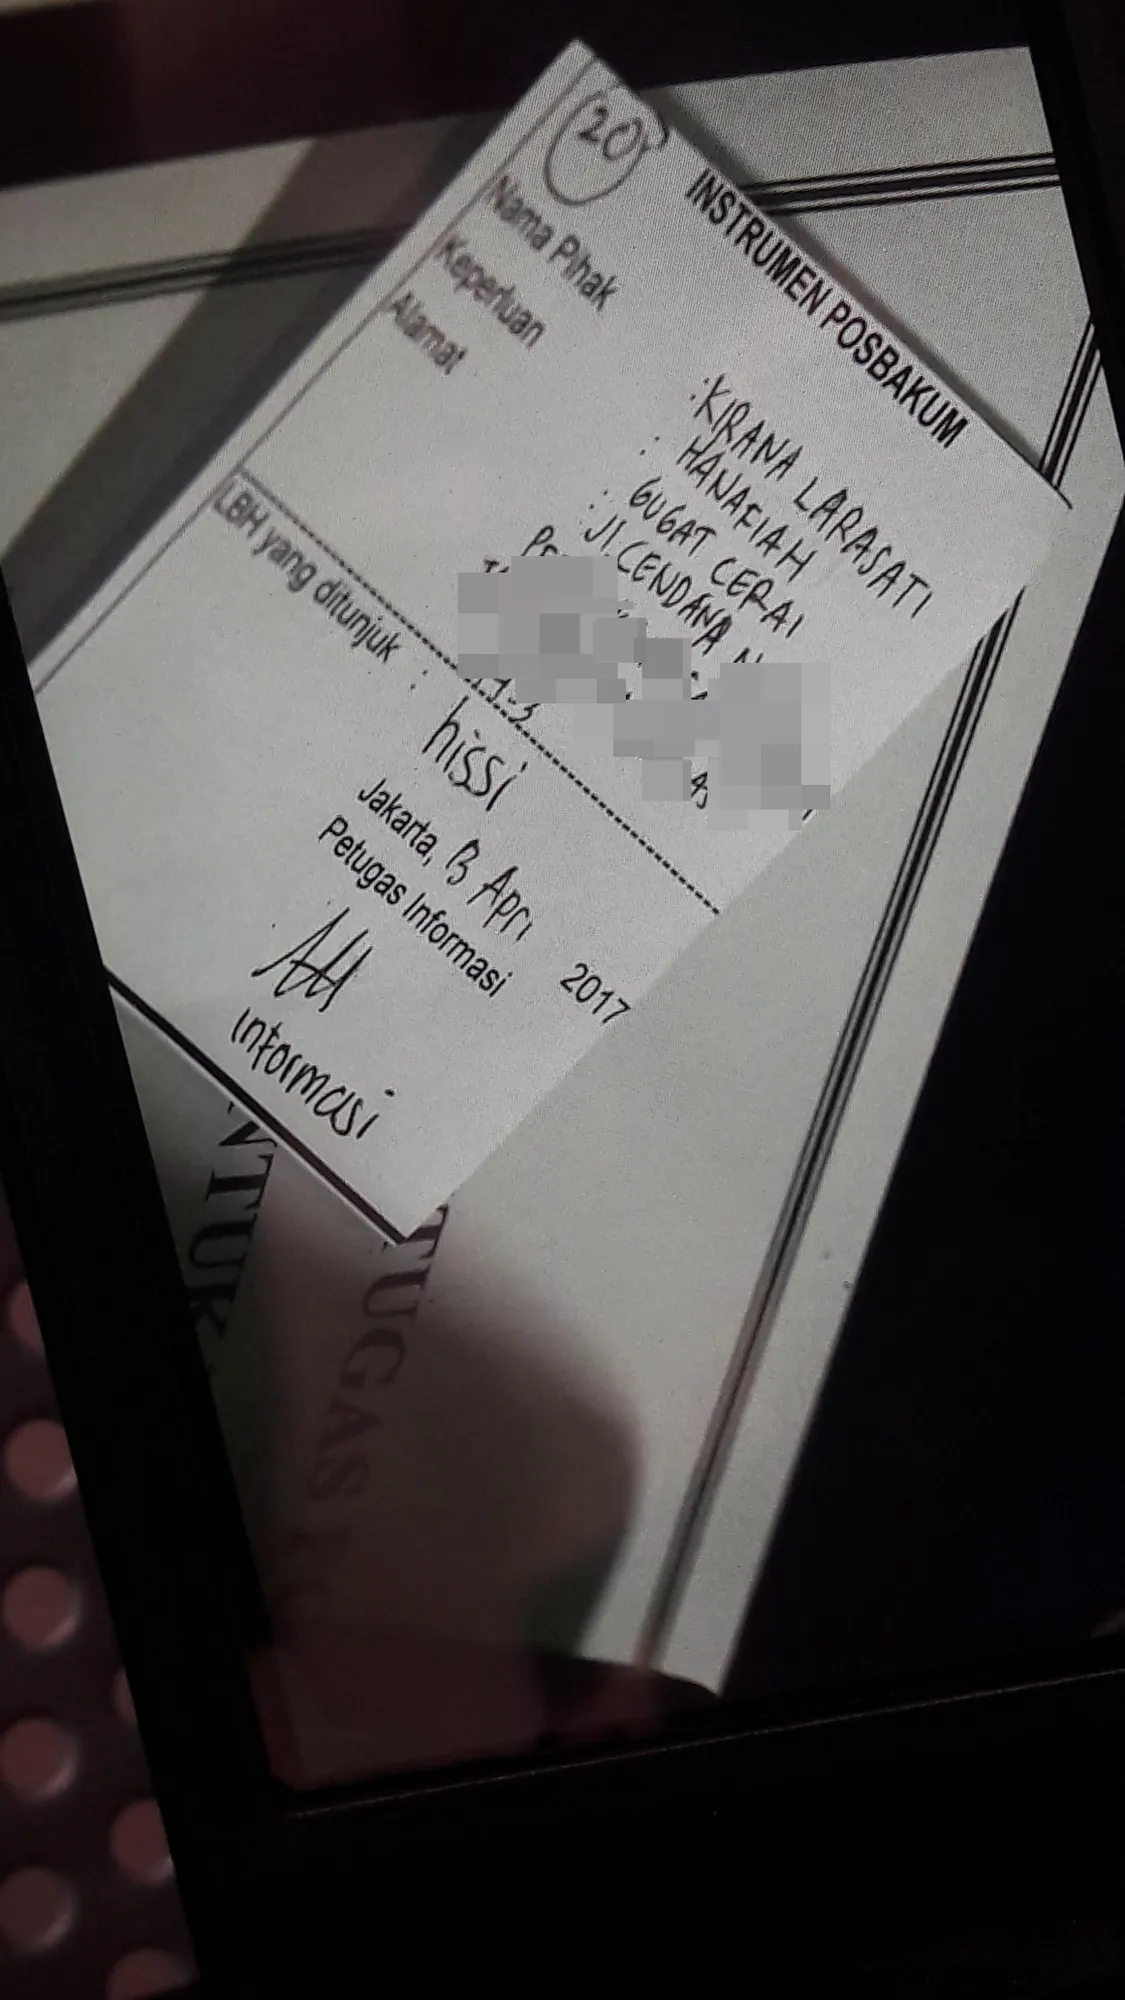 20
INSTRUMEN POSBAKUM
Nama Pihak : KIRANA LARASATI
: HANAFIAH
Keperluan : GUGAT CERAI
Alamat : Jl. CENDANA
LBH yang ditunjuk : hissi
Jakarta, 13 Apri 2017
Petugas Informasi
informasi